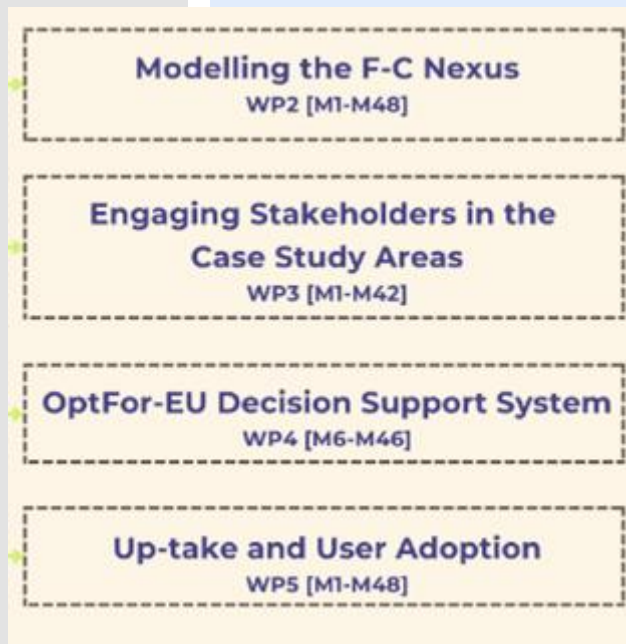 Modelling the F-C Nexus
WP2 [M1-M48]
Engaging Stakeholders in the
Case Study Areas
WP3 [M1-M42]
OptFor-EU Decision Support System
WP4 [M6-M46]
Up-take and User Adoption
WP5 [M1-M48]